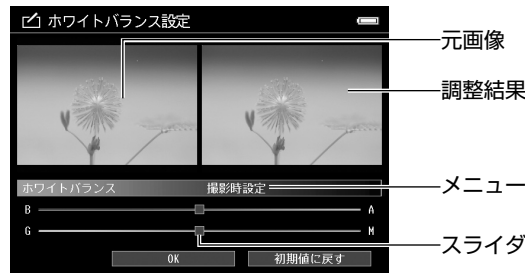 ホワイトバランス設定
元画像
調整結果
ホワイトバランス 撮影時設定
メニュー
B A
G M
スライダ
OK 初期値に戻す